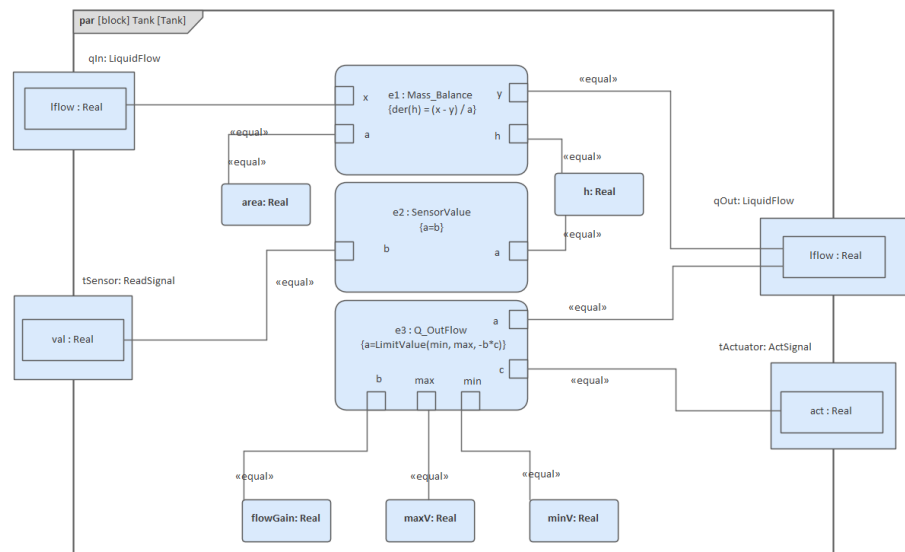 par [block] Tank [Tank]
qIn: LiquidFlow
lflow : Real
e1 : Mass_Balance
{der(h) = (x - y) / a}
x
y
a
h
«equal»
«equal»
«equal»
«equal»
area: Real
h: Real
e2 : SensorValue
{a=b}
b
a
«equal»
«equal»
qOut: LiquidFlow
lflow : Real
tSensor: ReadSignal
val : Real
e3 : Q_OutFlow
{a=LimitValue(min, max, -b*c)}
a
c
b
max
min
«equal»
«equal»
tActuator: ActSignal
act : Real
«equal»
«equal»
«equal»
flowGain: Real
maxV: Real
minV: Real